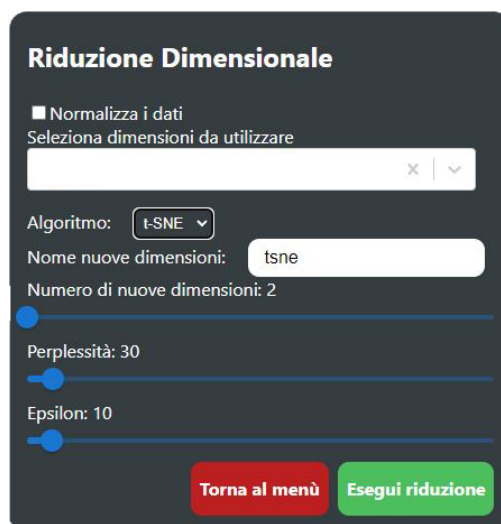 Riduzione Dimensionale
Normalizza i dati
Seleziona dimensioni da utilizzare
Algoritmo: t-SNE
Nome nuove dimensioni: tsne
Numero di nuove dimensioni: 2
Perplessità: 30
Epsilon: 10
Torna al menù Esegui riduzione